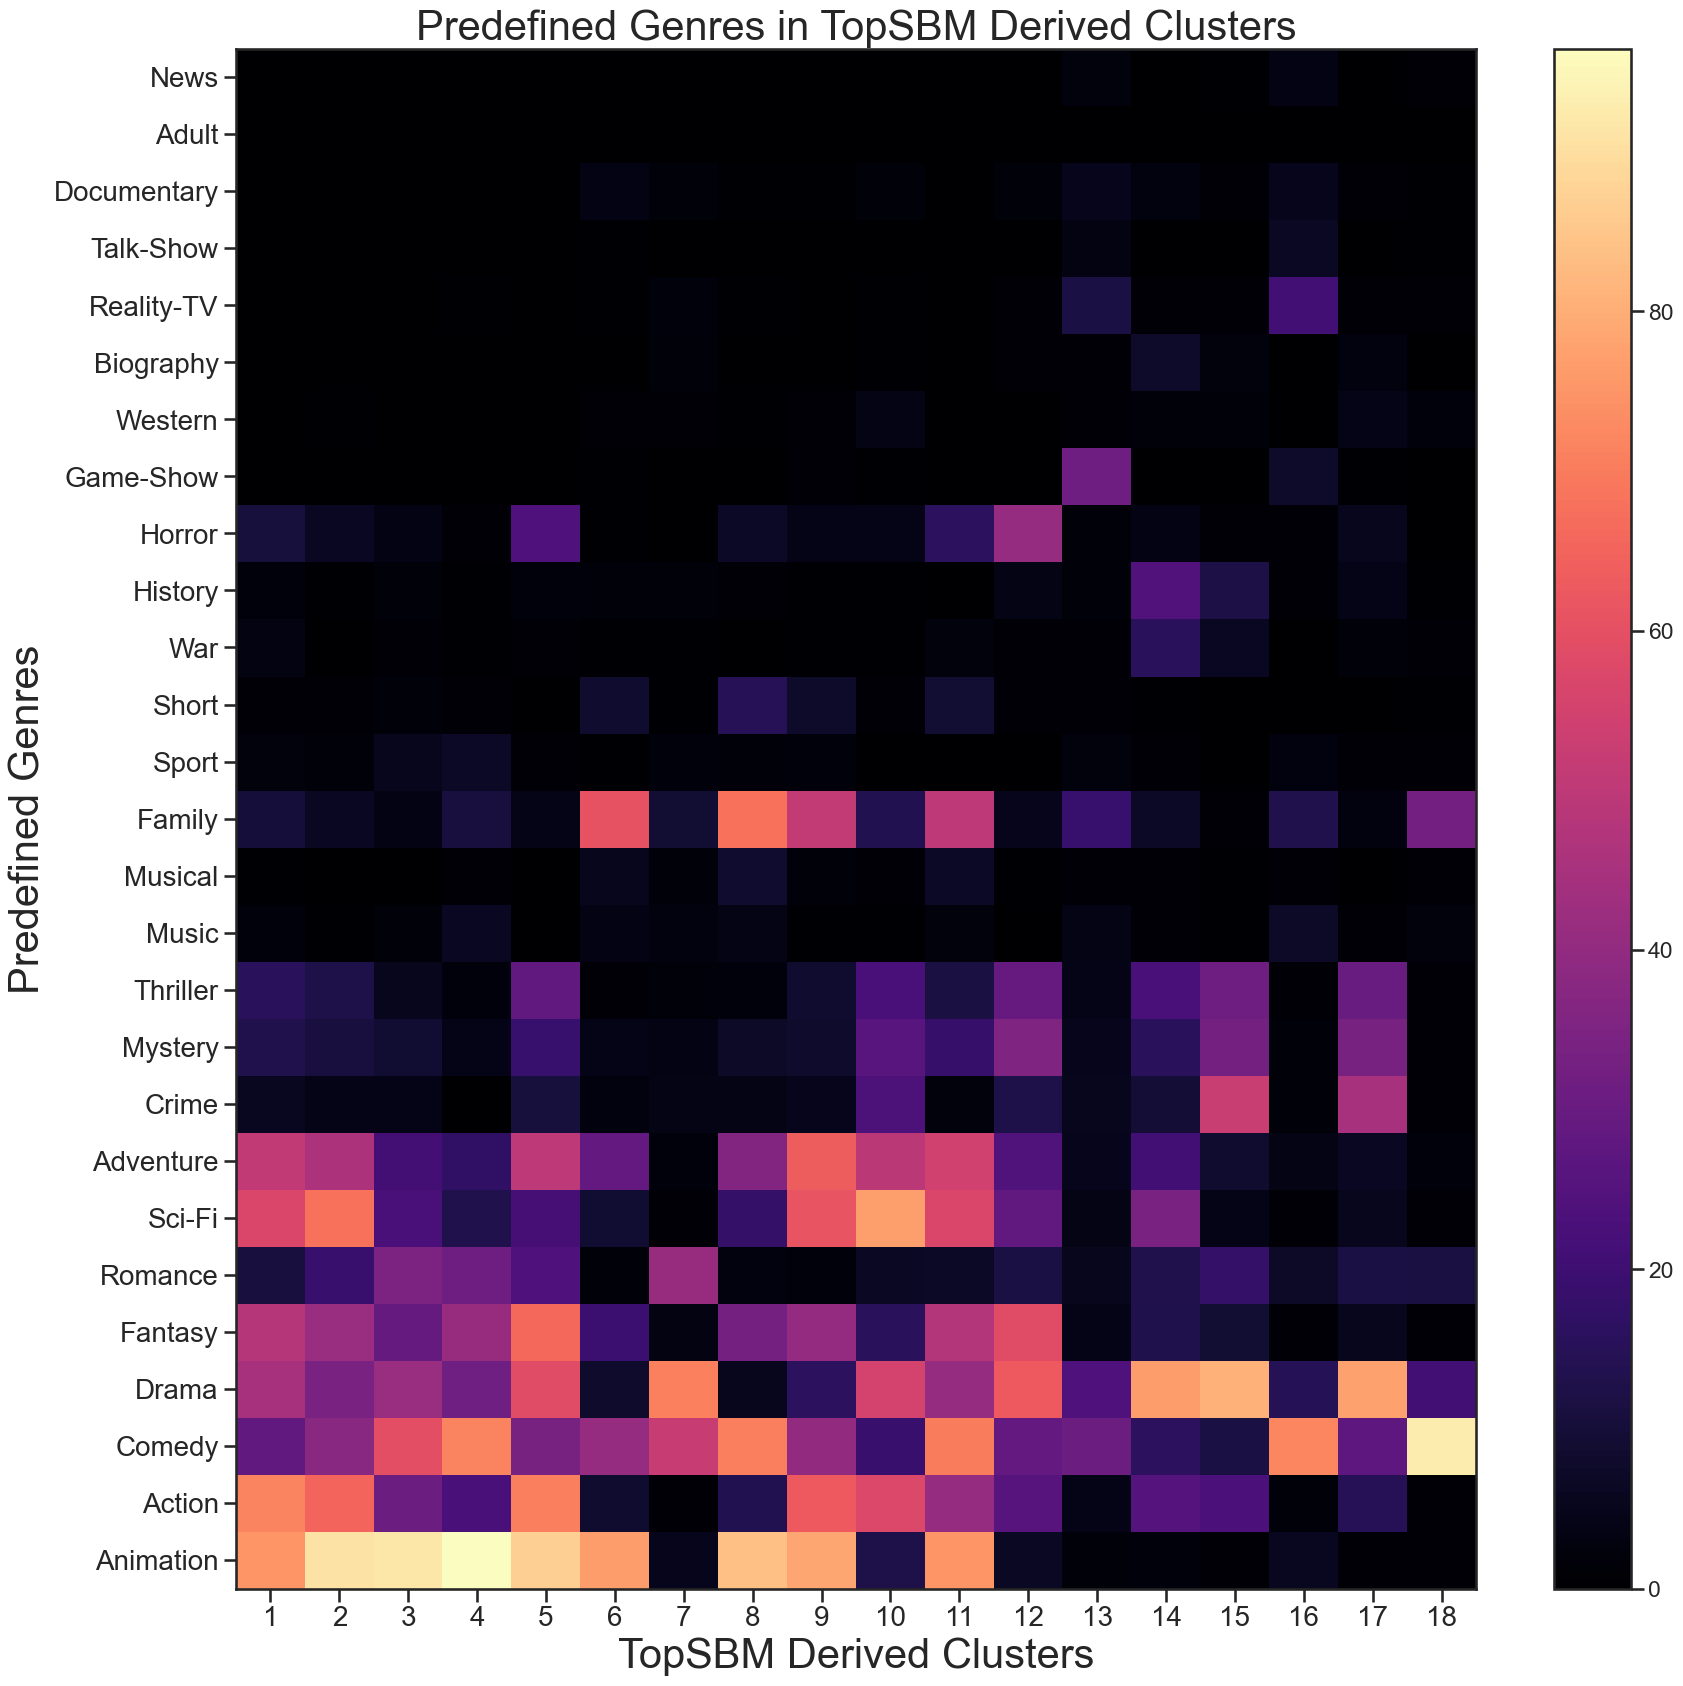 Predefined Genres in TopSBM Derived Clusters
Predefined Genres
News
Adult
Documentary
Talk-Show
Reality-TV
Biography
Western
Game-Show
Horror
History
War
Short
Sport
Family
Musical
Music
Thriller
Mystery
Crime
Adventure
Sci-Fi
Romance
Fantasy
Drama
Comedy
Action
Animation
1 2 3 4 5 6 7 8 9 10 11 12 13 14 15 16 17 18
TopSBM Derived Clusters
80
60
40
20
0